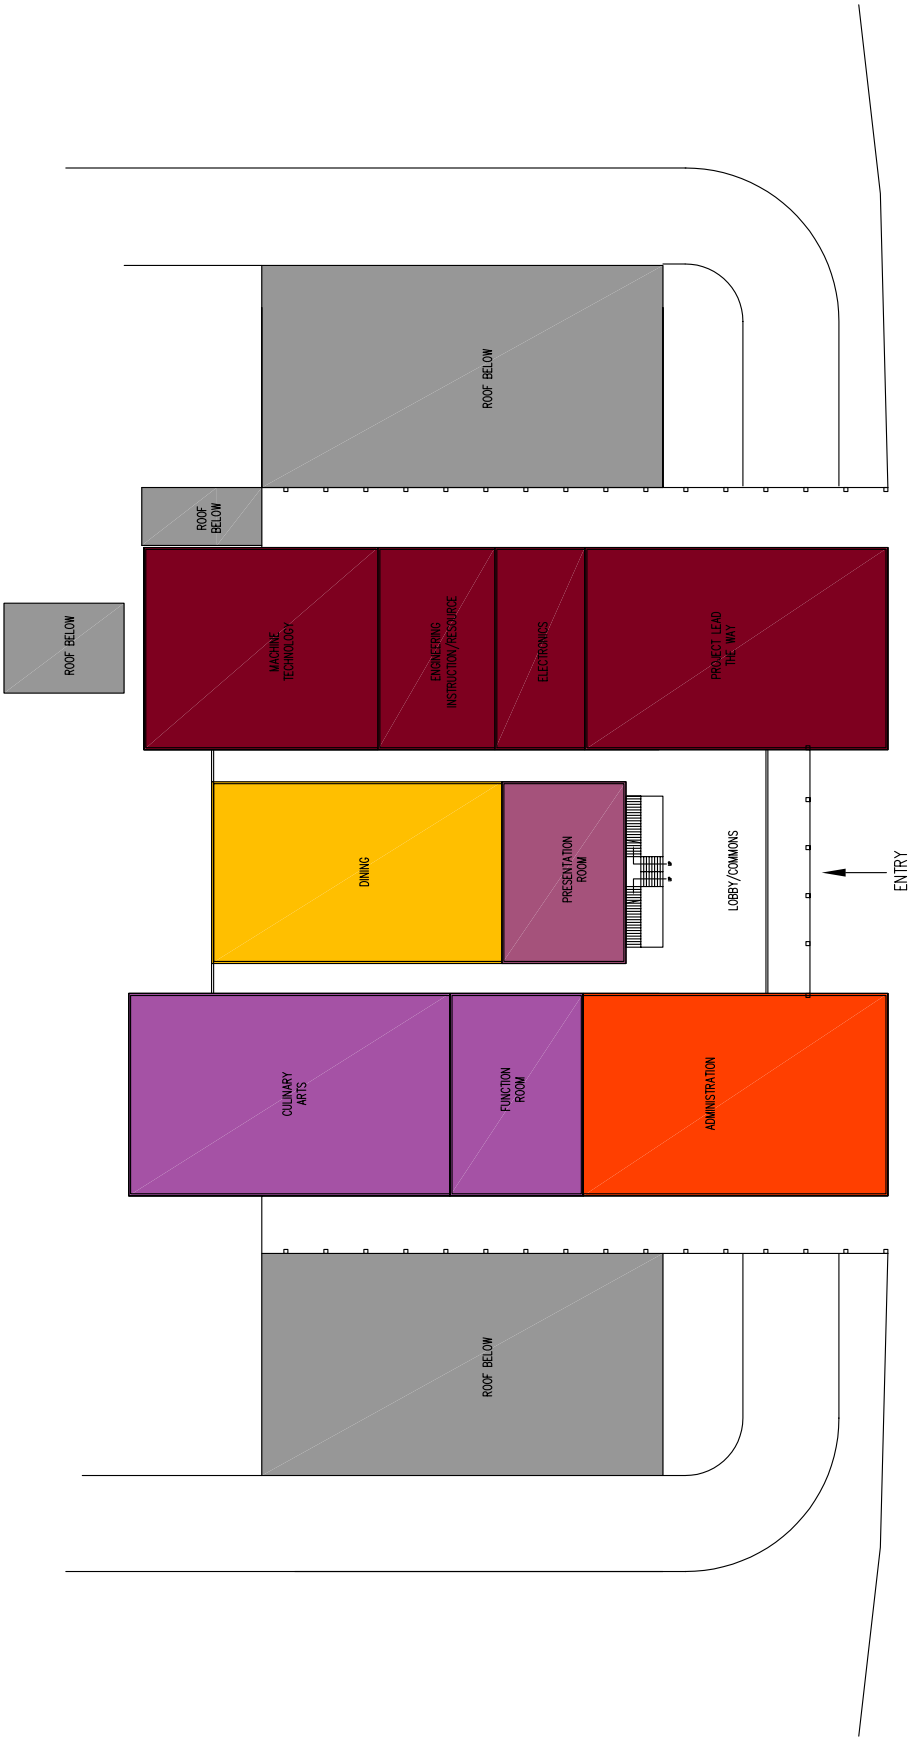 ROOF BELOW
ROOF
BELOW
ROOF BELOW
MACHINE
TECHNOLOGY
ENGINEERING
INSTRUCTION/RESOURCE
ELECTRONICS
PROJECT LEAD
THE WAY
DINING
PRESENTATION
ROOM
LOBBY/COMMONS
ENTRY
CULINARY
ARTS
FUNCTION
ROOM
ADMINISTRATION
ROOF BELOW